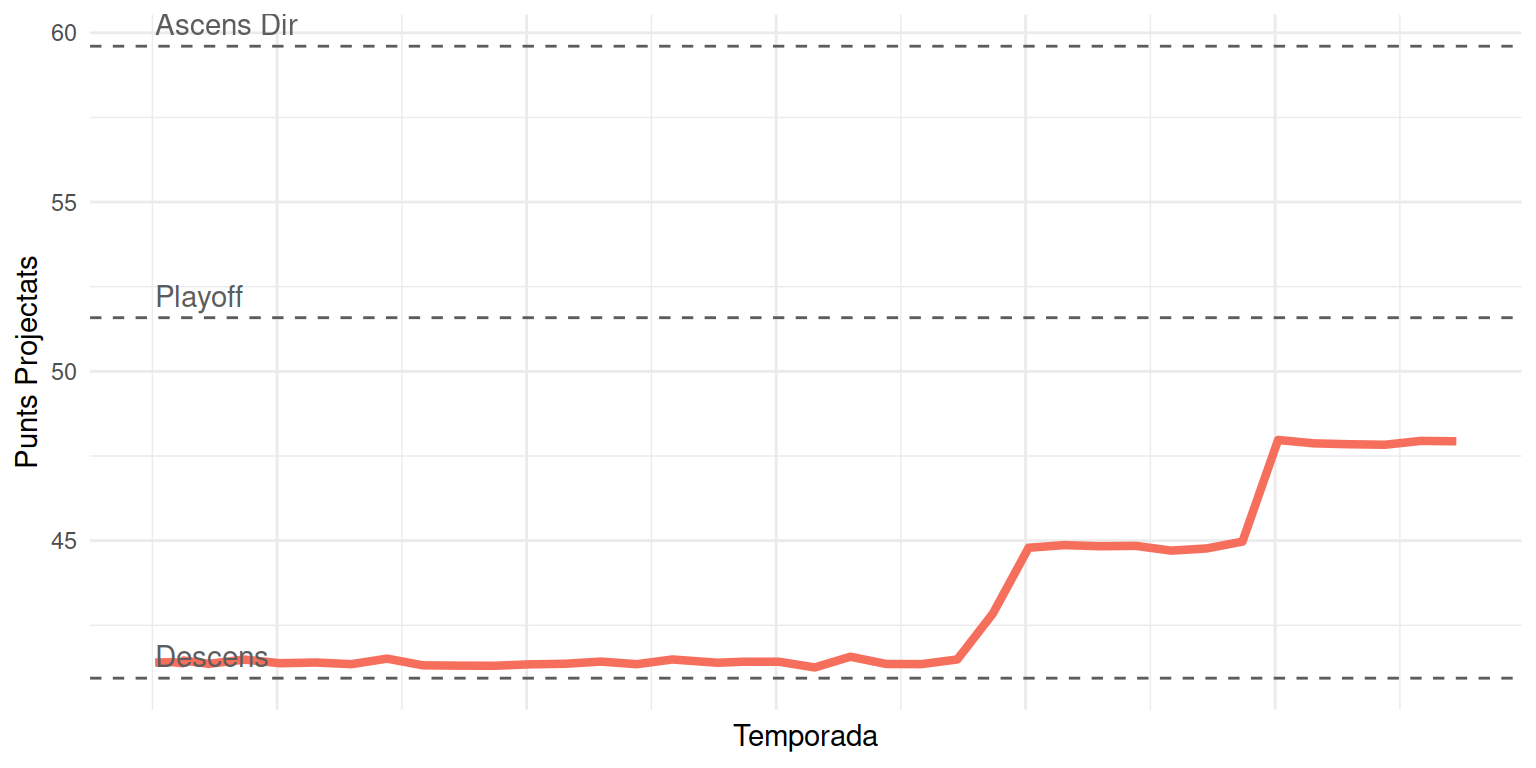 Ascens Dir
60
55
Playoff
50
45
Descens
Punts Projectats
Temporada